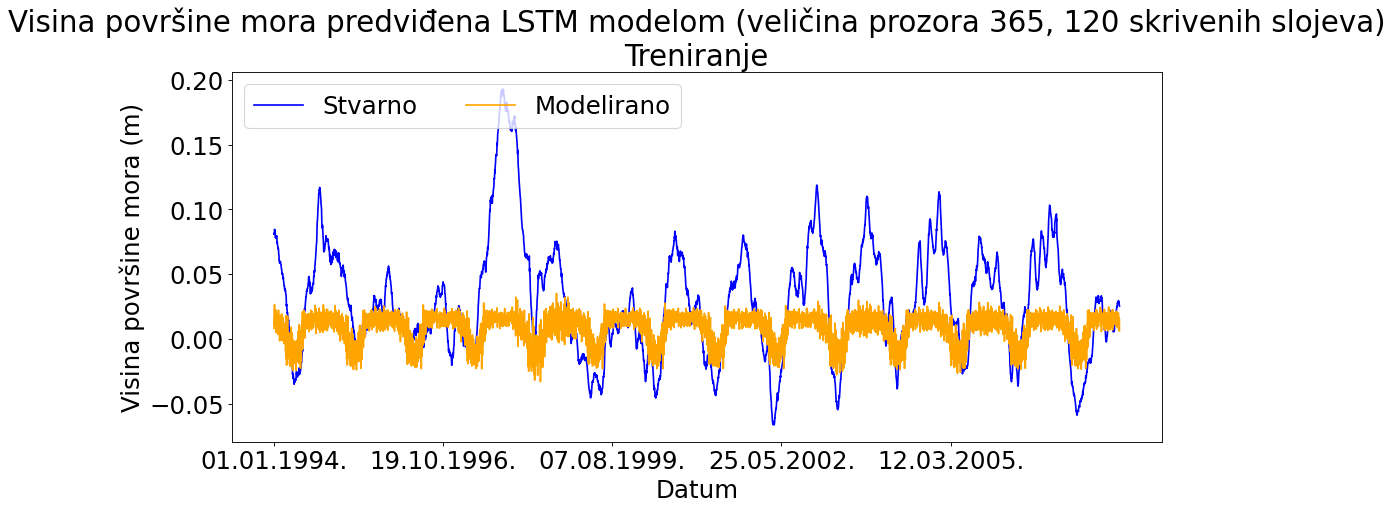 Visina površine mora predviđena LSTM modelom (veličina prozora 365, 120 skrivenih slojeva)
Treniranje
Stvarno Modelirano
Visina površine mora (m)
0.20
0.15
0.10
0.05
0.00
−0.05
01.01.1994. 19.10.1996. 07.08.1999. 25.05.2002. 12.03.2005.
Datum